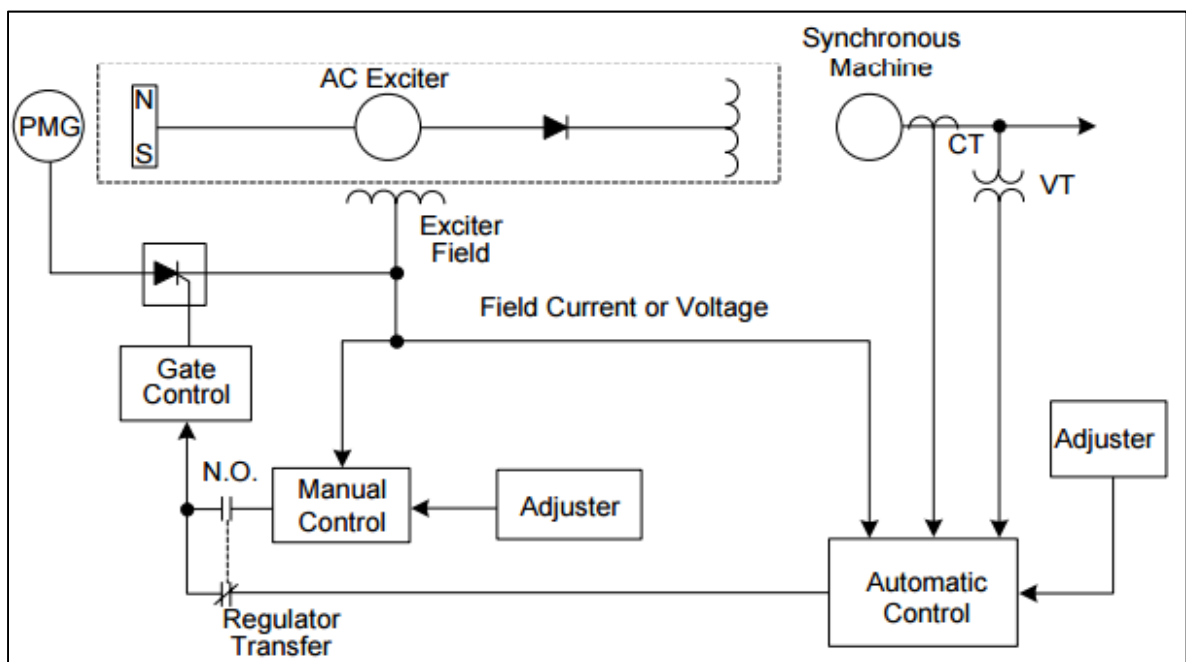 Synchronous
Machine
AC Exciter
PMG
N
S
CT
VT
Exciter
Field
Field Current or Voltage
Gate
Control
Adjuster
N.O.
Manual
Control
Adjuster
Automatic
Control
Regulator
Transfer